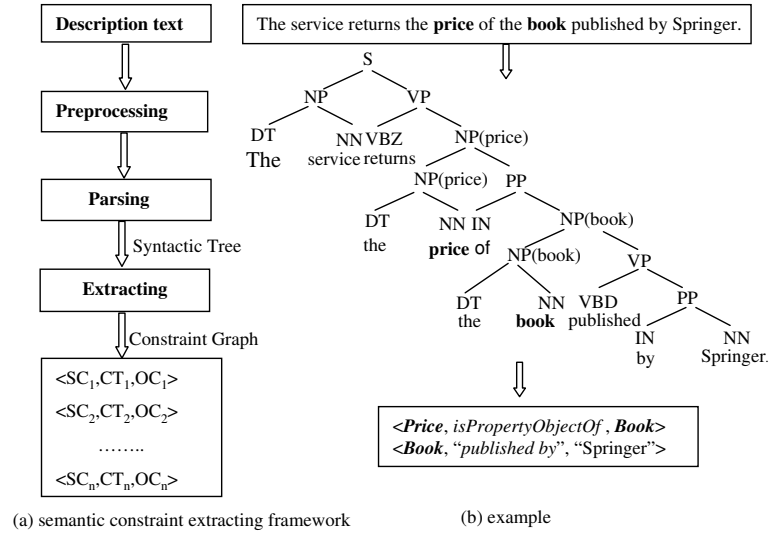 Description text
Preprocessing
Parsing
Syntactic Tree
Extracting
Constraint Graph
<SC1,CT1,OC1>
<SC2,CT2,OC2>
……..
<SCn,CTn,OCn>
(a) semantic constraint extracting framework
The service returns the price of the book published by Springer.
S
NP VP
DT NN VBZ NP(price)
The service returns
NP(price) PP
DT NN IN NP(book)
the price of
NP(book) VP
DT NN VBD PP
the book published
IN NN
by Springer.
<Price, isPropertyObjectOf , Book>
<Book, “published by”, “Springer”>
(b) example